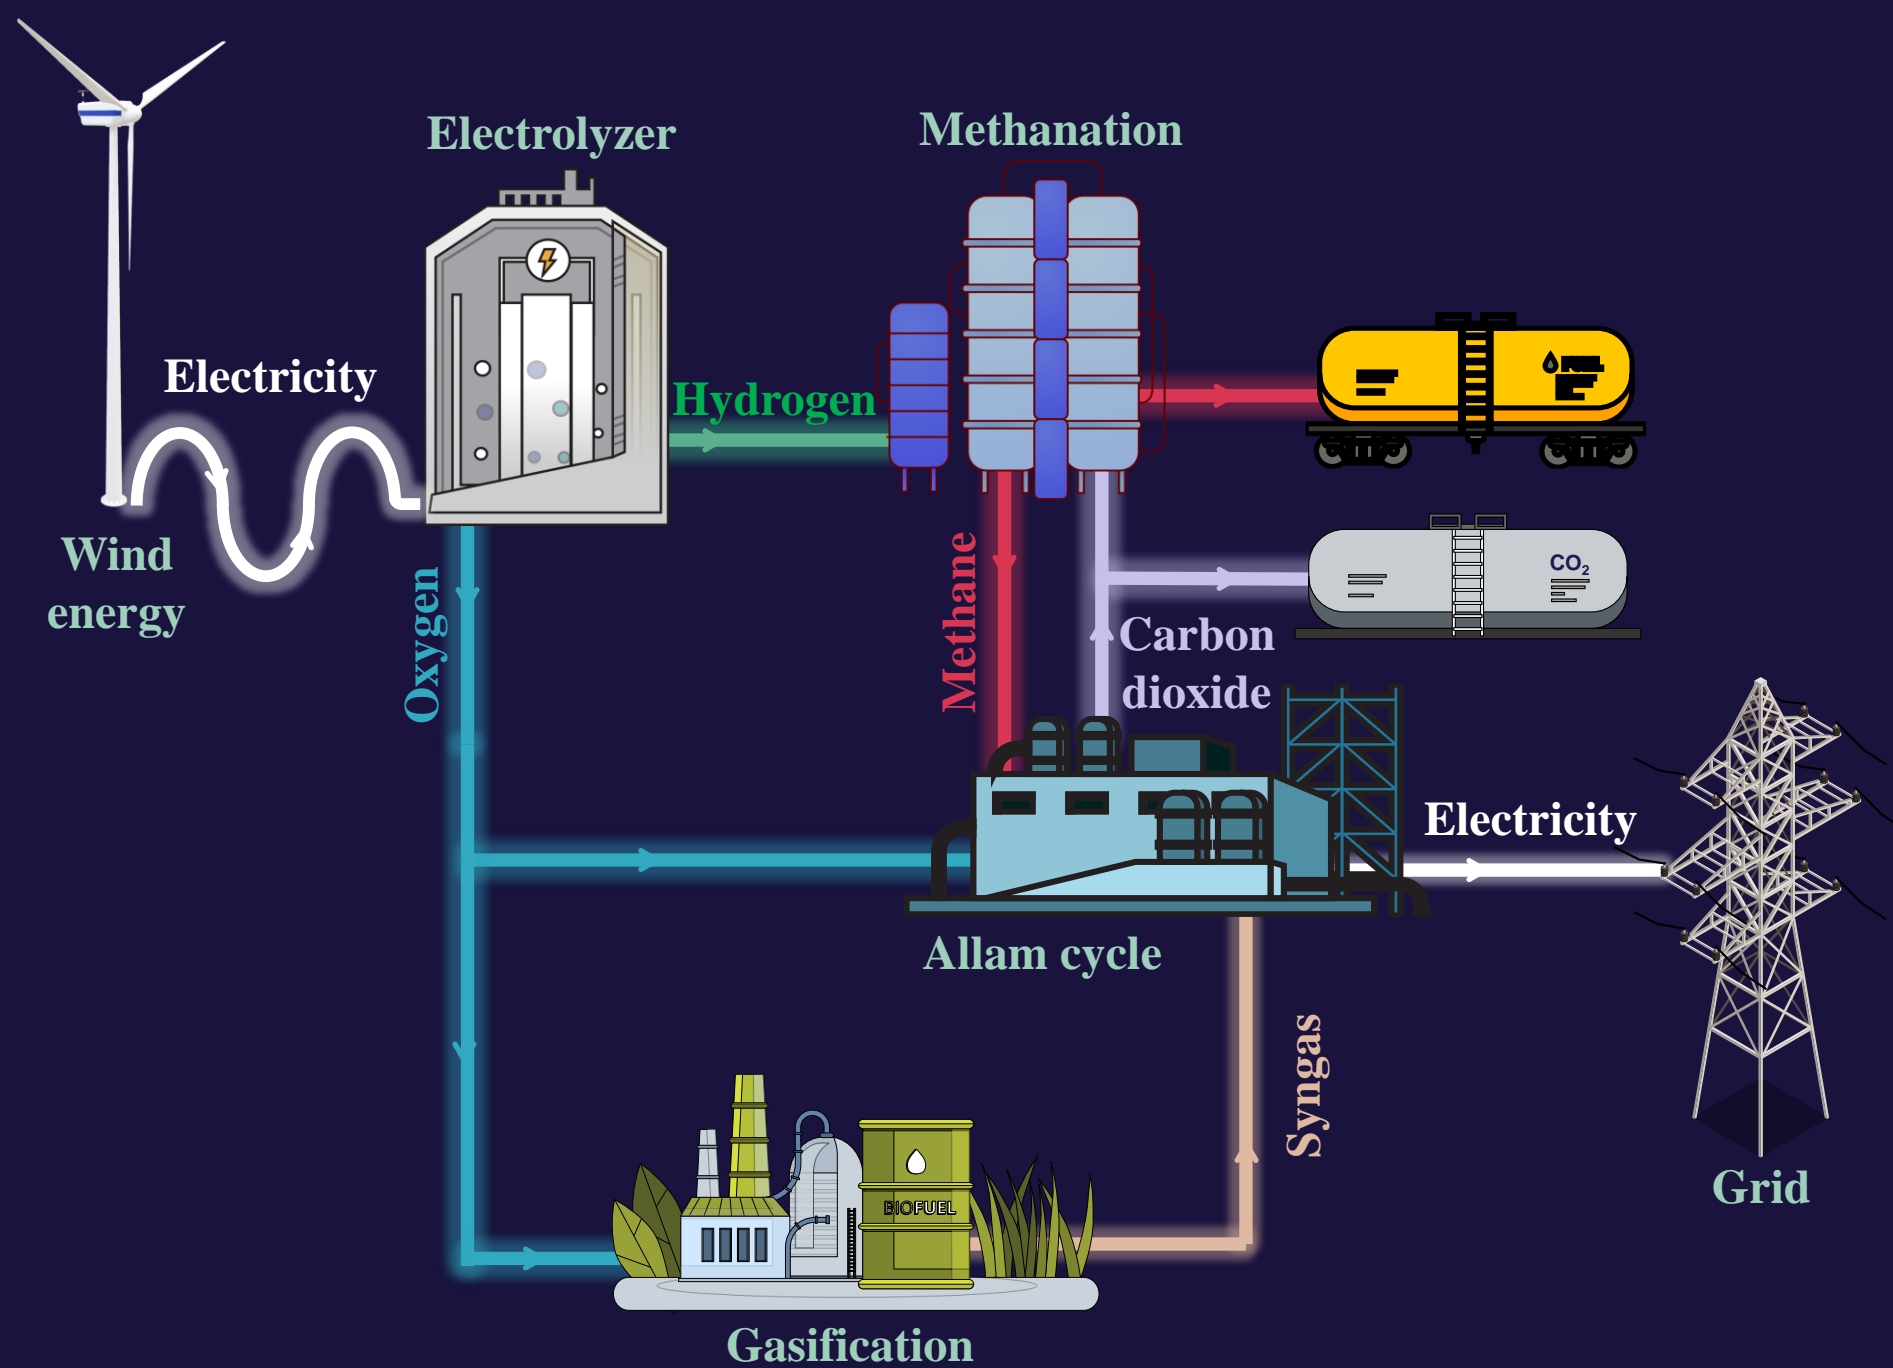 Electrolyzer
Methanation
Electricity
Hydrogen
Wind
energy
Oxygen
Methane
CO₂
Carbon
dioxide
Electricity
Allam cycle
Syngas
BIOFUEL
Grid
Gasification